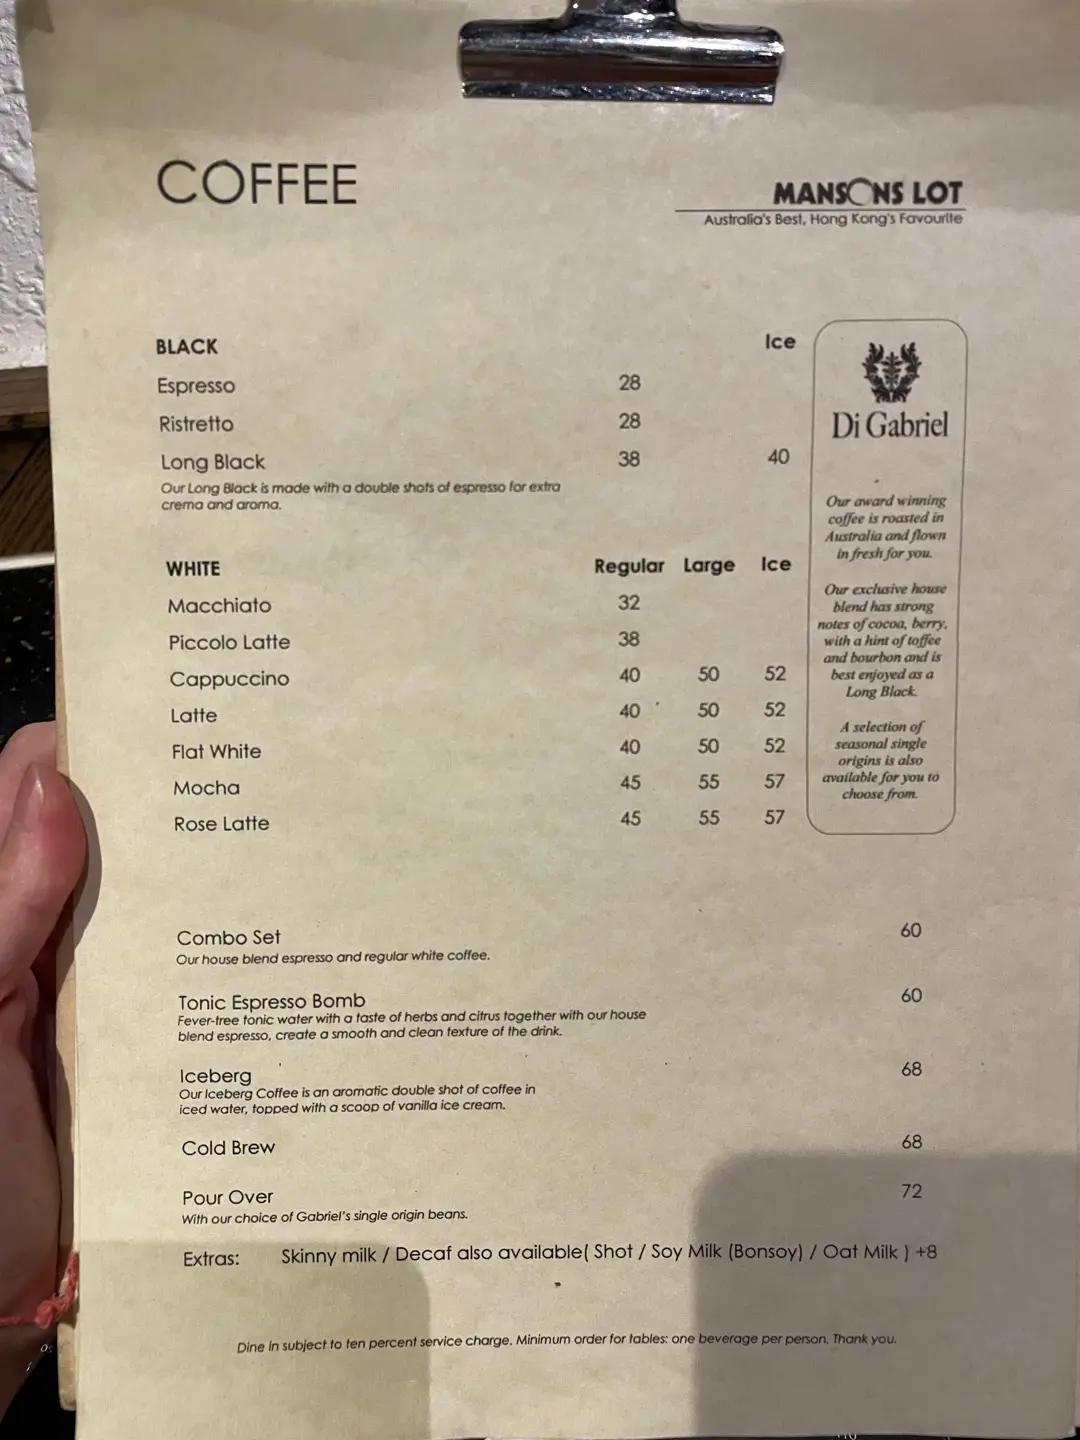 COFFEE
MANSONS LOT
Australia's Best, Hong Kong's Favourite
BLACK Ice
Espresso 28
Ristretto 28
Long Black 38 40
Our Long Black is made with a double shots of espresso for extra
crema and aroma.
WHITE Regular Large Ice
Macchiato 32
Piccolo Latte 38
Cappuccino 40 50 52
Latte 40 50 52
Flat White 40 50 52
Mocha 45 55 57
Rose Latte 45 55 57
Di Gabriel
Our award winning
coffee is roasted in
Australia and flown
in fresh for you.
Our exclusive house
blend has strong
notes of cocoa, berry,
with a hint of toffee
and bourbon and is
best enjoyed as a
Long Black.
A selection of
seasonal single
origins is also
available for you to
choose from.
Combo Set 60
Our house blend espresso and regular white coffee.
Tonic Espresso Bomb 60
Fever-tree tonic water with a taste of herbs and citrus together with our house
blend espresso, create a smooth and clean texture of the drink.
Iceberg 68
Our Iceberg Coffee is an aromatic double shot of coffee in
iced water, topped with a scoop of vanilla ice cream.
Cold Brew 68
Pour Over 72
With our choice of Gabriel's single origin beans.
Extras: Skinny milk / Decaf also available( Shot / Soy Milk (Bonsoy) / Oat Milk ) +8
Dine in subject to ten percent service charge. Minimum order for tables: one beverage per person. Thank you.